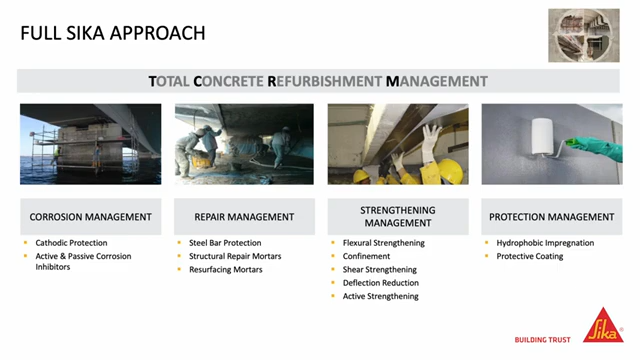 FULL SIKA APPROACH
TOTAL CONCRETE REFURBISHMENT MANAGEMENT
CORROSION MANAGEMENT
Cathodic Protection
Active & Passive Corrosion
Inhibitors
REPAIR MANAGEMENT
Steel Bar Protection
Structural Repair Mortars
Resurfacing Mortars
STRENGTHENING
MANAGEMENT
Flexural Strengthening
Confinement
Shear Strengthening
Deflection Reduction
Active Strengthening
PROTECTION MANAGEMENT
Hydrophobic Impregnation
Protective Coating
BUILDING TRUST
Sika®